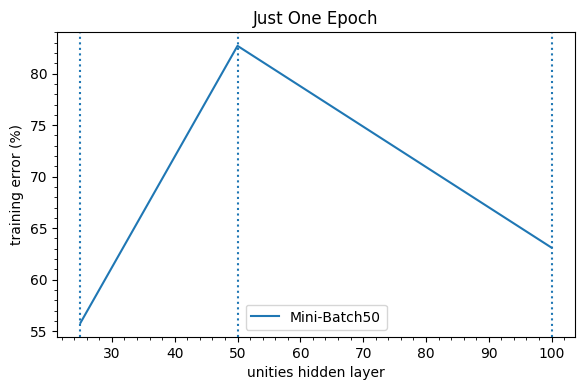 Just One Epoch
training error (%)
80
75
70
65
60
55
Mini-Batch50
30 40 50 60 70 80 90 100
unities hidden layer